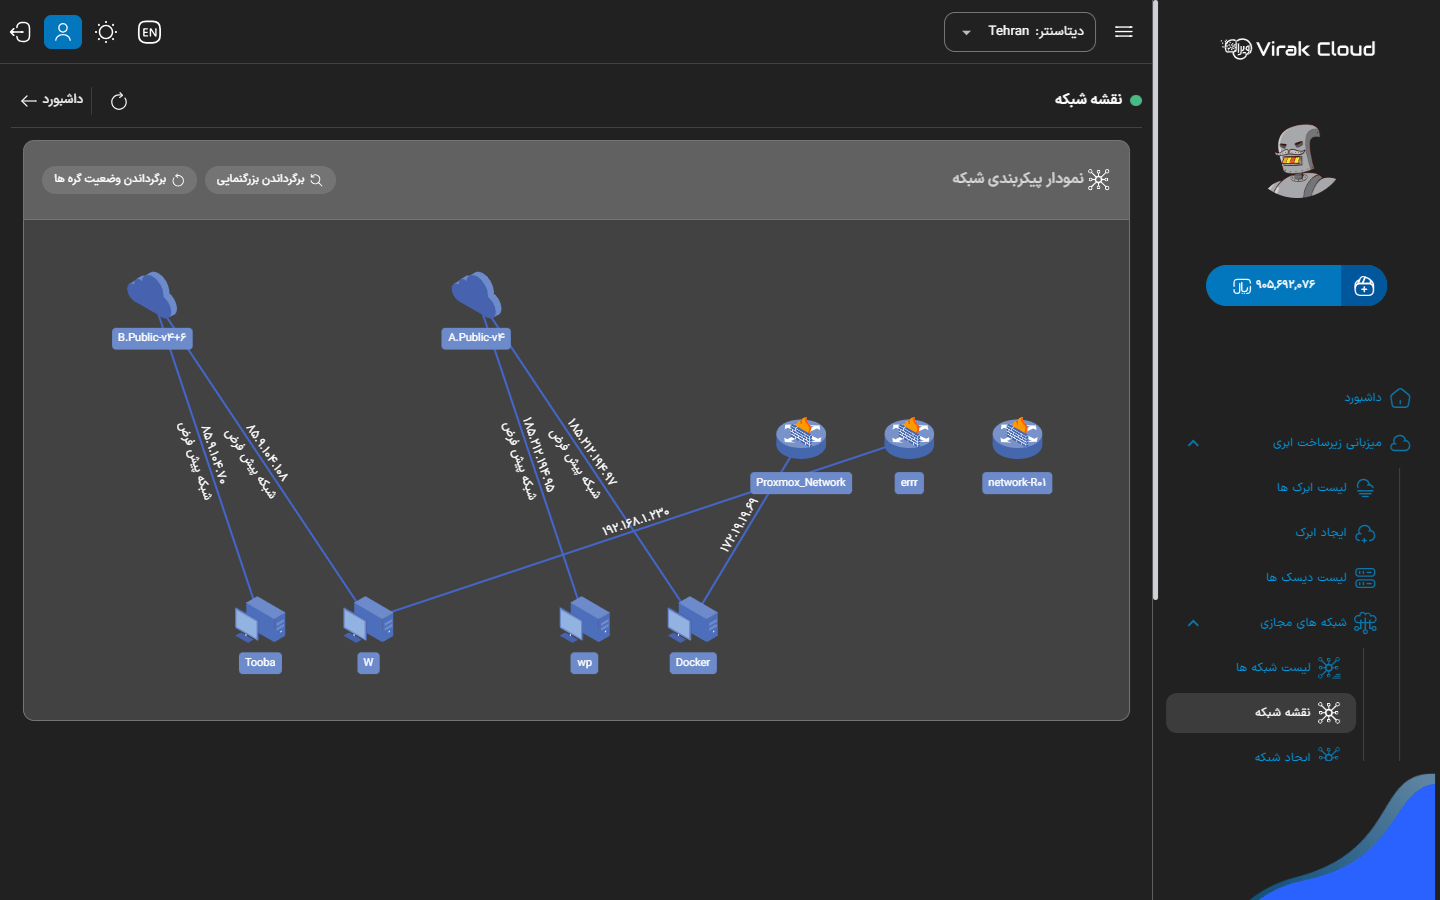 Virak Cloud
دیتاسنتر: Tehran
EN
نقشه شبکه
داشبورد
نمودار پیکربندی شبکه
برگرداندن بزرگنمایی
برگرداندن وضعیت گره ها
B.Public-v۴+۶
A.Public-v۴
۸۵.۹.۱۰۴.۷۰
شبکه پیش فرض
۸۵.۹.۱۰۴.۱۰۸
شبکه پیش فرض
۱۸۵.۲۱۲.۱۹۴.۹۵
شبکه پیش فرض
۱۸۵.۲۱۲.۱۹۴.۹۷
شبکه پیش فرض
Proxmox_Network
errr
network-R۰۱
۱۹۲.۱۶۸.۱.۲۳۰
۱۷۲.۱۹.۱۹.۶۹
Tooba
W
wp
Docker
۹۰۵,۶۹۲,۰۷۶ ریال
داشبورد
میزبانی زیرساخت ابری
لیست ابرک ها
ایجاد ابرک
لیست دیسک ها
شبکه های مجازی
لیست شبکه ها
نقشه شبکه
ایجاد شبکه